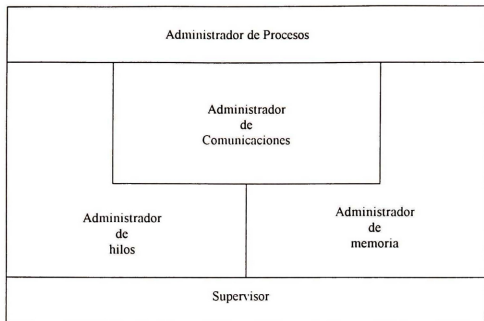 Administrador de Procesos
Administrador
de
Comunicaciones
Administrador
de
hilos
Administrador
de
memoria
Supervisor